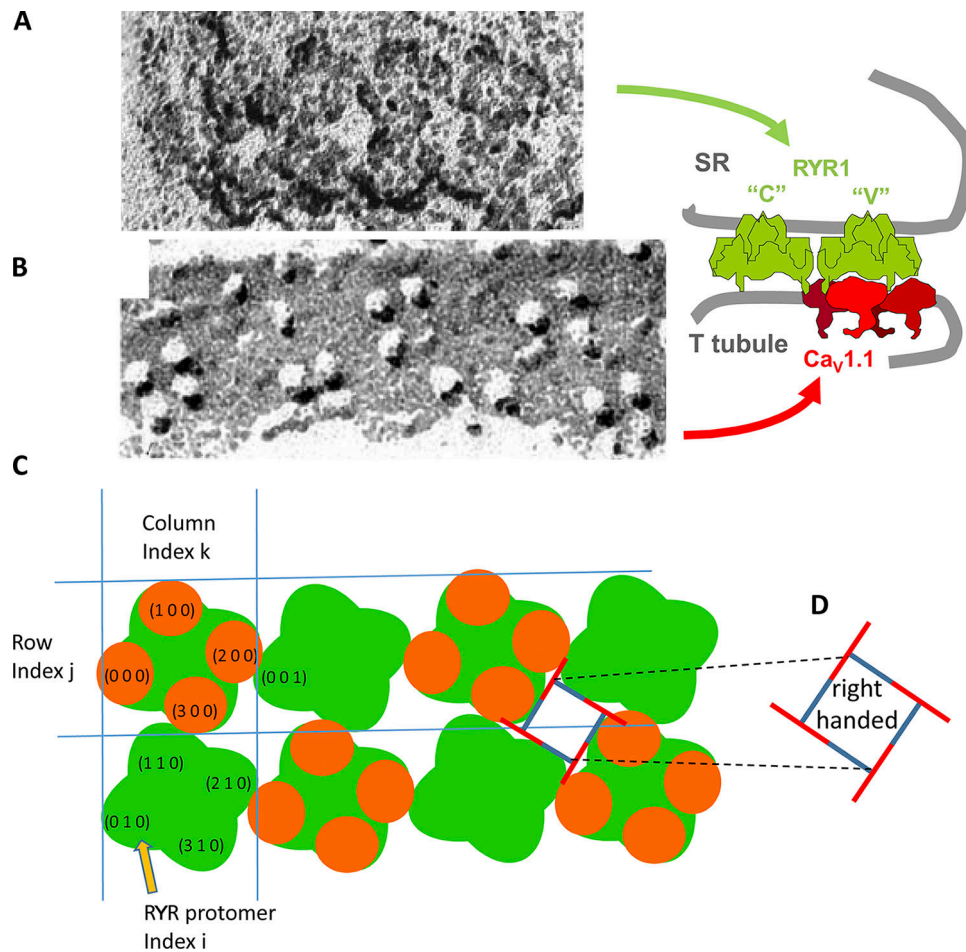 A
SR
RYR1
“C”
“V”
B
T tubule
CaV1.1
C
Column
Index k
D
Row
Index j
(1 0 0)
(0 0 0)
(2 0 0)
(0 0 1)
(3 0 0)
right
handed
(1 1 0)
(2 1 0)
(0 1 0)
(3 1 0)
RYR protomer
Index i